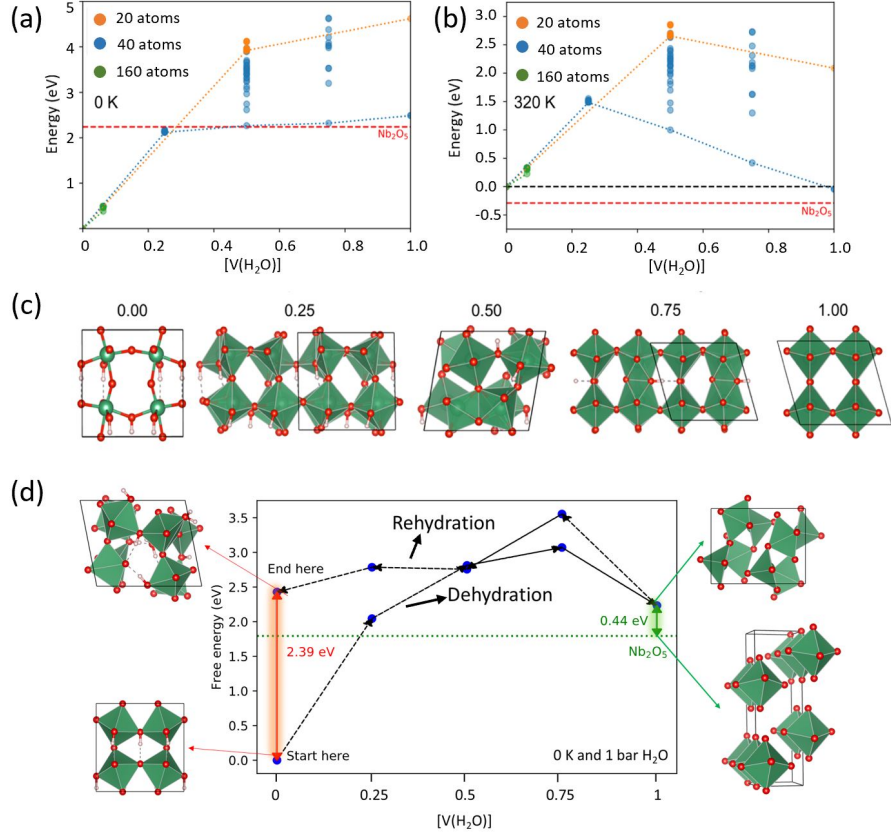 (a)
5
4
3
2
1
Energy (eV)
20 atoms
40 atoms
160 atoms
0 K
Nb₂O₅
0.2
0.4
0.6
0.8
1.0
[V(H₂O)]
(b)
3.0
2.5
2.0
1.5
1.0
0.5
0.0
-0.5
Energy (eV)
20 atoms
40 atoms
160 atoms
320 K
Nb₂O₅
0.0
0.2
0.4
0.6
0.8
1.0
[V(H₂O)]
(c)
0.00
0.25
0.50
0.75
1.00
(d)
3.5
3.0
2.5
2.0
1.5
1.0
0.5
0.0
Free energy (eV)
Rehydration
End here
Dehydration
0.44 eV
2.39 eV
Nb₂O₅
Start here
0 K and 1 bar H₂O
0
0.25
0.5
0.75
1
[V(H₂O)]